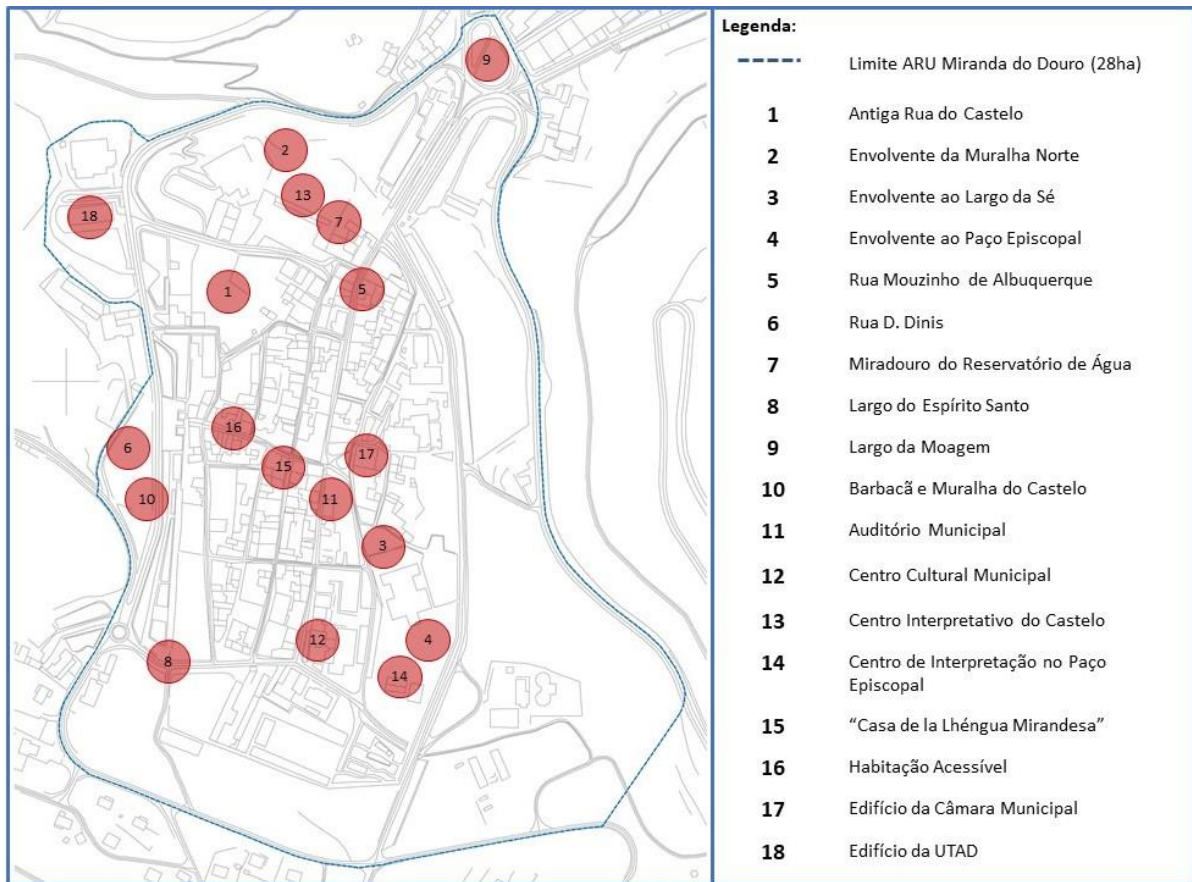 9
2
13
18
7
1
5
16
6
17
15
10
11
3
12
4
8
14
Legenda:
Limite ARU Miranda do Douro (28ha)
1 Antiga Rua do Castelo
2 Envolvente da Muralha Norte
3 Envolvente ao Largo da Sé
4 Envolvente ao Paço Episcopal
5 Rua Mouzinho de Albuquerque
6 Rua D. Dinis
7 Miradouro do Reservatório de Água
8 Largo do Espírito Santo
9 Largo da Moagem
10 Barbacã e Muralha do Castelo
11 Auditório Municipal
12 Centro Cultural Municipal
13 Centro Interpretativo do Castelo
14 Centro de Interpretação no Paço
Episcopal
15 “Casa de la Lhéngua Mirandesa”
16 Habitação Acessível
17 Edifício da Câmara Municipal
18 Edifício da UTAD